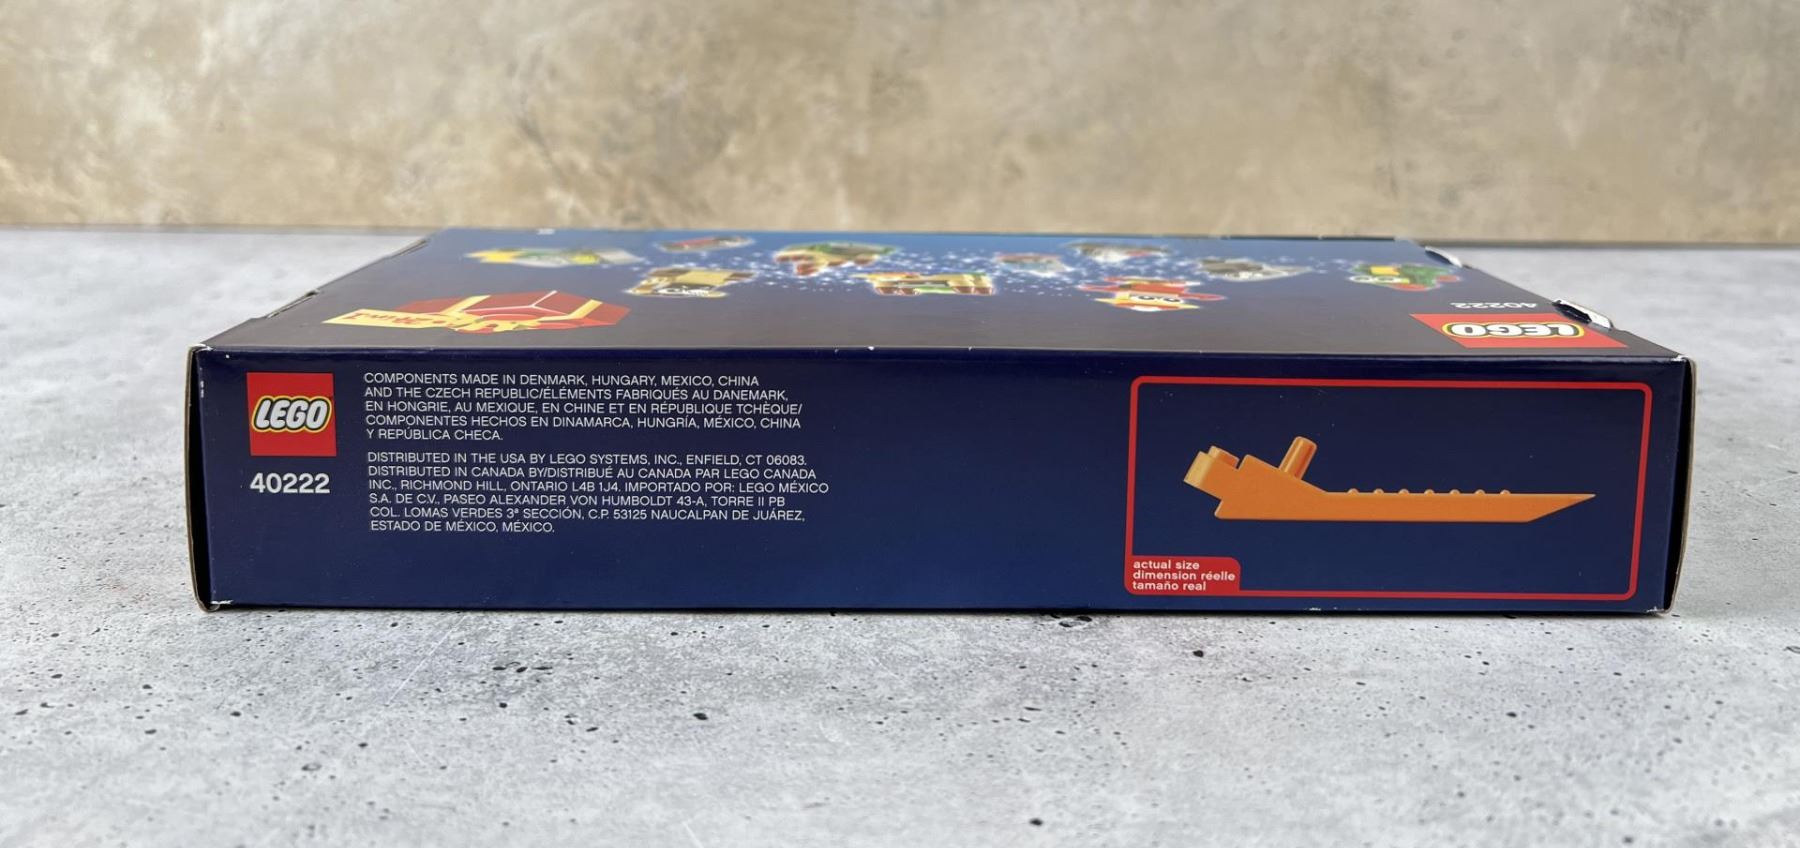 24in1
40222
LEGO
LEGO
40222
COMPONENTS MADE IN DENMARK, HUNGARY, MEXICO, CHINA
AND THE CZECH REPUBLIC/ÉLÉMENTS FABRIQUÉS AU DANEMARK,
EN HONGRIE, AU MEXIQUE, EN CHINE ET EN RÉPUBLIQUE TCHÈQUE/
COMPONENTES HECHOS EN DINAMARCA, HUNGRÍA, MÉXICO, CHINA
Y REPÚBLICA CHECA.
DISTRIBUTED IN THE USA BY LEGO SYSTEMS, INC., ENFIELD, CT 06083.
DISTRIBUTED IN CANADA BY/DISTRIBUÉ AU CANADA PAR LEGO CANADA
INC., RICHMOND HILL, ONTARIO L4B 1J4. IMPORTADO POR: LEGO MÉXICO
S.A. DE C.V., PASEO ALEXANDER VON HUMBOLDT 43-A, TORRE II PB
COL. LOMAS VERDES 3ª SECCIÓN, C.P. 53125 NAUCALPAN DE JUÁREZ,
ESTADO DE MÉXICO, MÉXICO.
actual size
dimension réelle
tamaño real